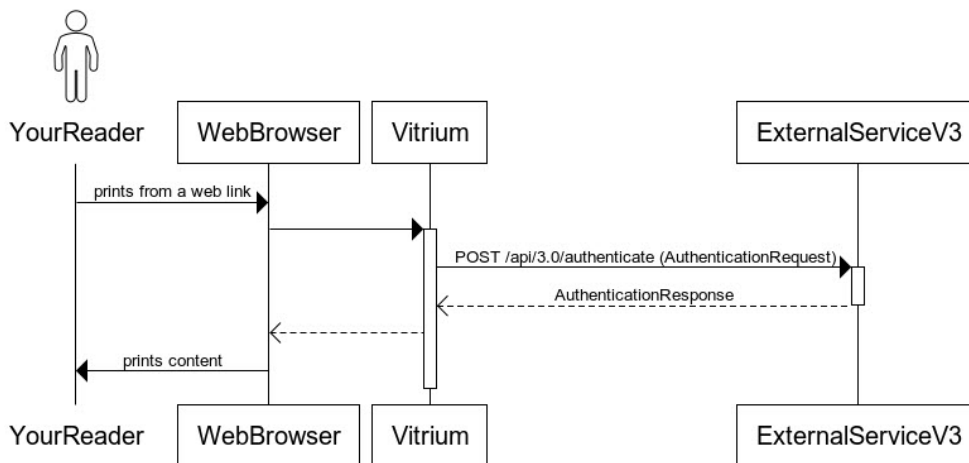 YourReader
WebBrowser
Vitrium
ExternalServiceV3
prints from a web link
POST /api/3.0/authenticate (AuthenticationRequest)
AuthenticationResponse
prints content
YourReader
WebBrowser
Vitrium
ExternalServiceV3